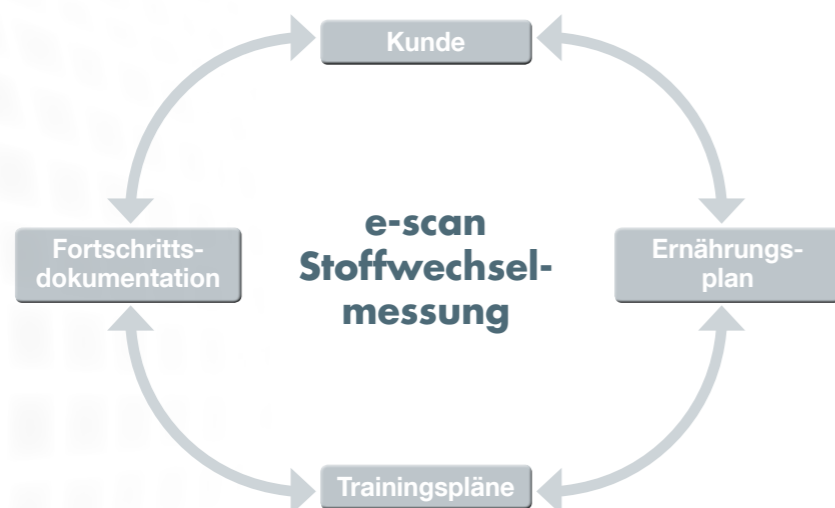 Kunde
Fortschritts-
dokumentation
e-scan
Stoffwechsel-
messung
Ernährungs-
plan
Trainingspläne